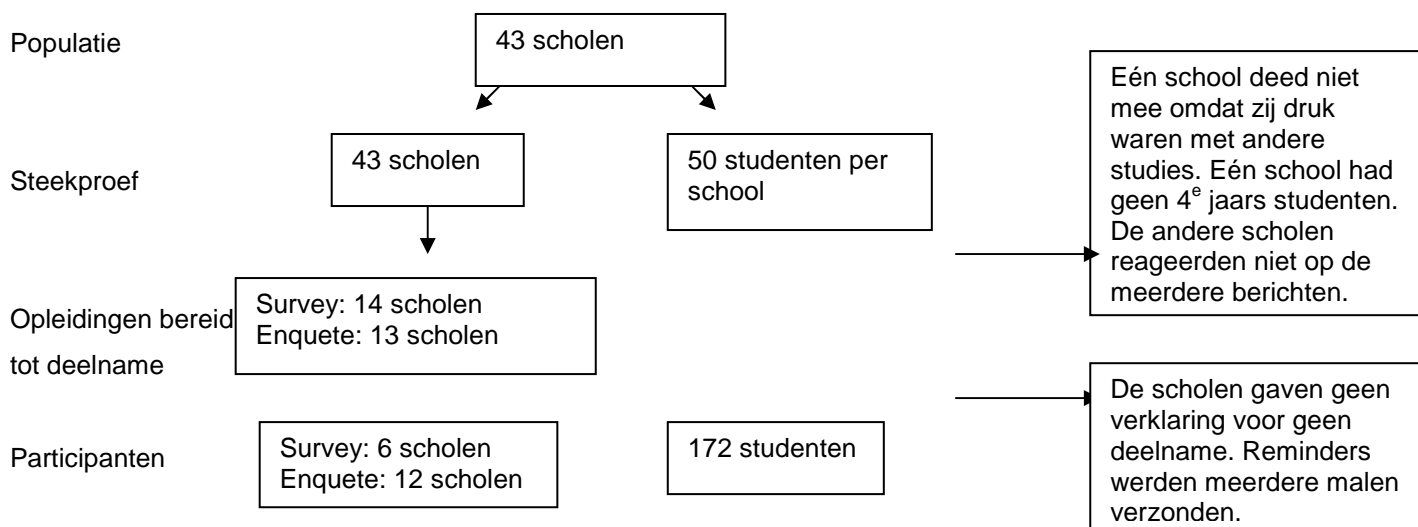 Populatie
43 scholen
Steekproef
43 scholen
50 studenten per
school
Eén school deed niet
mee omdat zij druk
waren met andere
studies. Eén school had
geen 4e jaars studenten.
De andere scholen
reageerden niet op de
meerdere berichten.
Opleidingen bereid
tot deelname
Survey: 14 scholen
Enquete: 13 scholen
Participanten
Survey: 6 scholen
Enquete: 12 scholen
172 studenten
De scholen gaven geen
verklaring voor geen
deelname. Reminders
werden meerdere malen
verzonden.